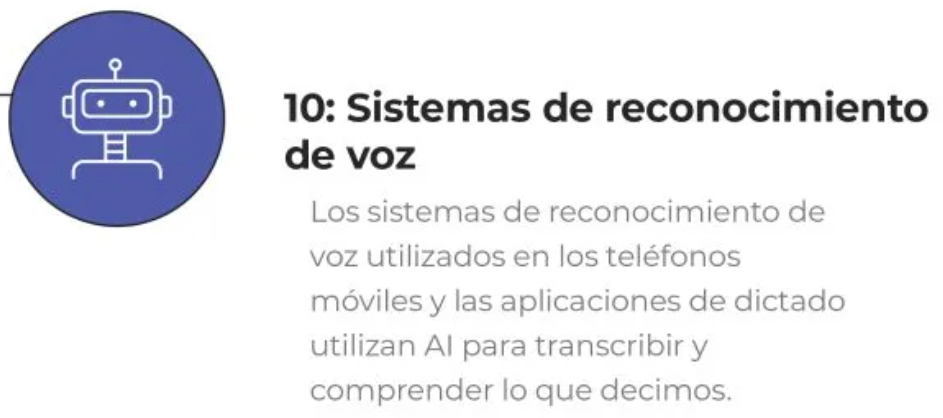 10: Sistemas de reconocimiento
de voz
Los sistemas de reconocimiento de
voz utilizados en los teléfonos
móviles y las aplicaciones de dictado
utilizan AI para transcribir y
comprender lo que decimos.